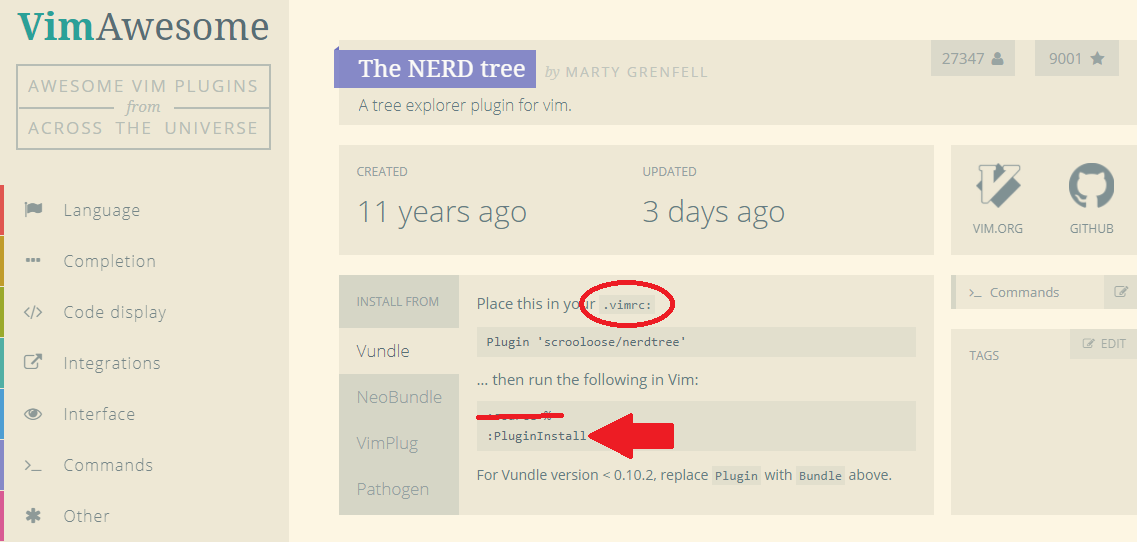 VimAwesome
AWESOME VIM PLUGINS
from
ACROSS THE UNIVERSE
Language
Completion
Code display
Integrations
Interface
Commands
Other
The NERD tree by MARTY GRENFELL
27347
9001
A tree explorer plugin for vim.
CREATED
11 years ago
UPDATED
3 days ago
VIM.ORG
GITHUB
INSTALL FROM
Vundle
NeoBundle
VimPlug
Pathogen
Place this in your .vimrc:
Plugin 'scrooloose/nerdtree'
... then run the following in Vim:
:PluginInstall
For Vundle version < 0.10.2, replace Plugin with Bundle above.
Commands
TAGS
EDIT